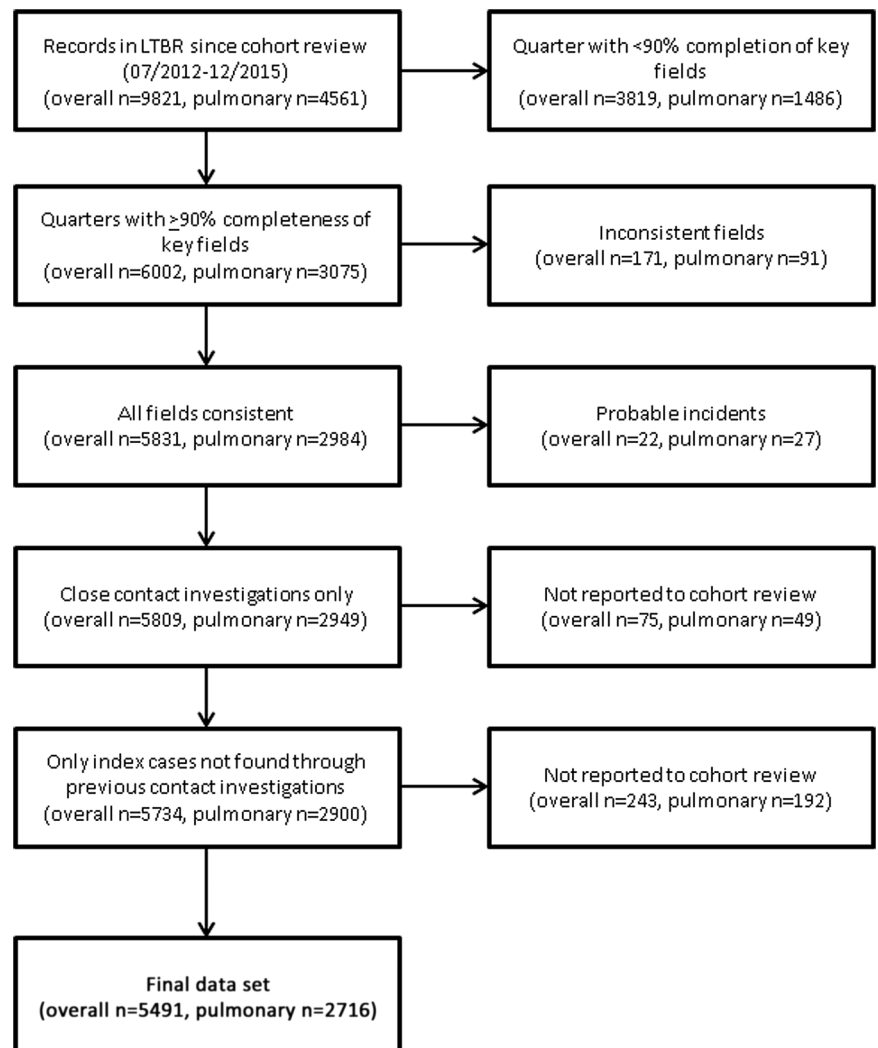 Records in LTBR since cohort review
(07/2012-12/2015)
(overall n=9821, pulmonary n=4561)
Quarter with <90% completion of key
fields
(overall n=3819, pulmonary n=1486)
Quarters with ≥90% completeness of
key fields
(overall n=6002, pulmonary n=3075)
Inconsistent fields
(overall n=171, pulmonary n=91)
All fields consistent
(overall n=5831, pulmonary n=2984)
Probable incidents
(overall n=22, pulmonary n=27)
Close contact investigations only
(overall n=5809, pulmonary n=2949)
Not reported to cohort review
(overall n=75, pulmonary n=49)
Only index cases not found through
previous contact investigations
(overall n=5734, pulmonary n=2900)
Not reported to cohort review
(overall n=243, pulmonary n=192)
Final data set
(overall n=5491, pulmonary n=2716)